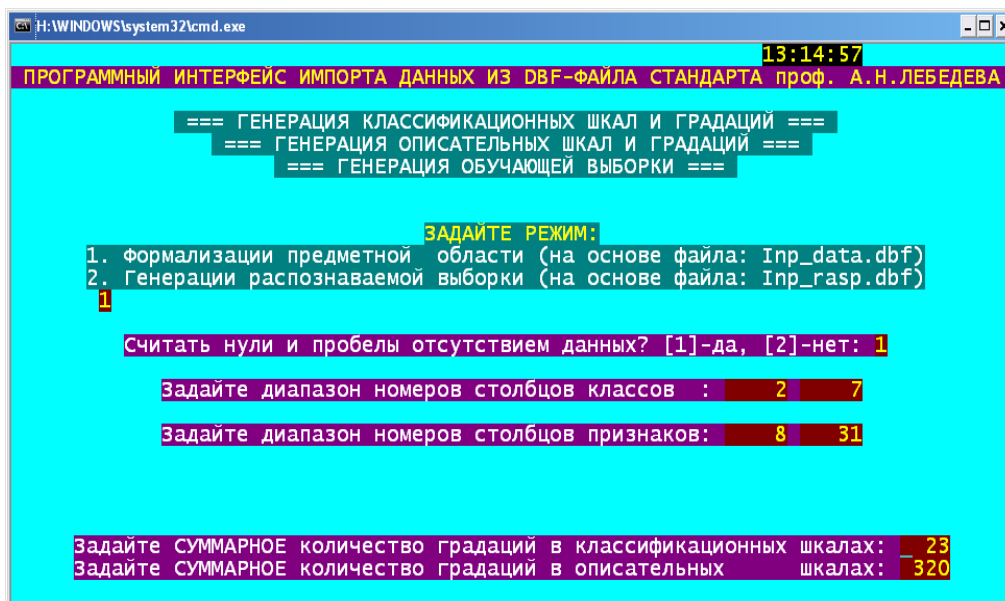 H:\WINDOWS\system32\cmd.exe
13:14:57
ПРОГРАММНЫЙ ИНТЕРФЕЙС ИМПОРТА ДАННЫХ ИЗ DBF-ФАЙЛА СТАНДАРТА проф. А.Н.ЛЕБЕДЕВА.
=== ГЕНЕРАЦИЯ КЛАССИФИКАЦИОННЫХ ШКАЛ И ГРАДАЦИЙ ===
=== ГЕНЕРАЦИЯ ОПИСАТЕЛЬНЫХ ШКАЛ И ГРАДАЦИЙ ===
=== ГЕНЕРАЦИЯ ОБУЧАЮЩЕЙ ВЫБОРКИ ===
ЗАДАЙТЕ РЕЖИМ:
1. Формализации предметной области (на основе файла: Inp_data.dbf)
2. Генерации распознаваемой выборки (на основе файла: Inp_rasp.dbf)
1
Считать нули и пробелы отсутствием данных? [1]-да, [2]-нет: 1
Задайте диапазон номеров столбцов классов : 2 7
Задайте диапазон номеров столбцов признаков: 8 31
Задайте СУММАРНОЕ количество градаций в классификационных шкалах: _ 23
Задайте СУММАРНОЕ количество градаций в описательных шкалах: 320